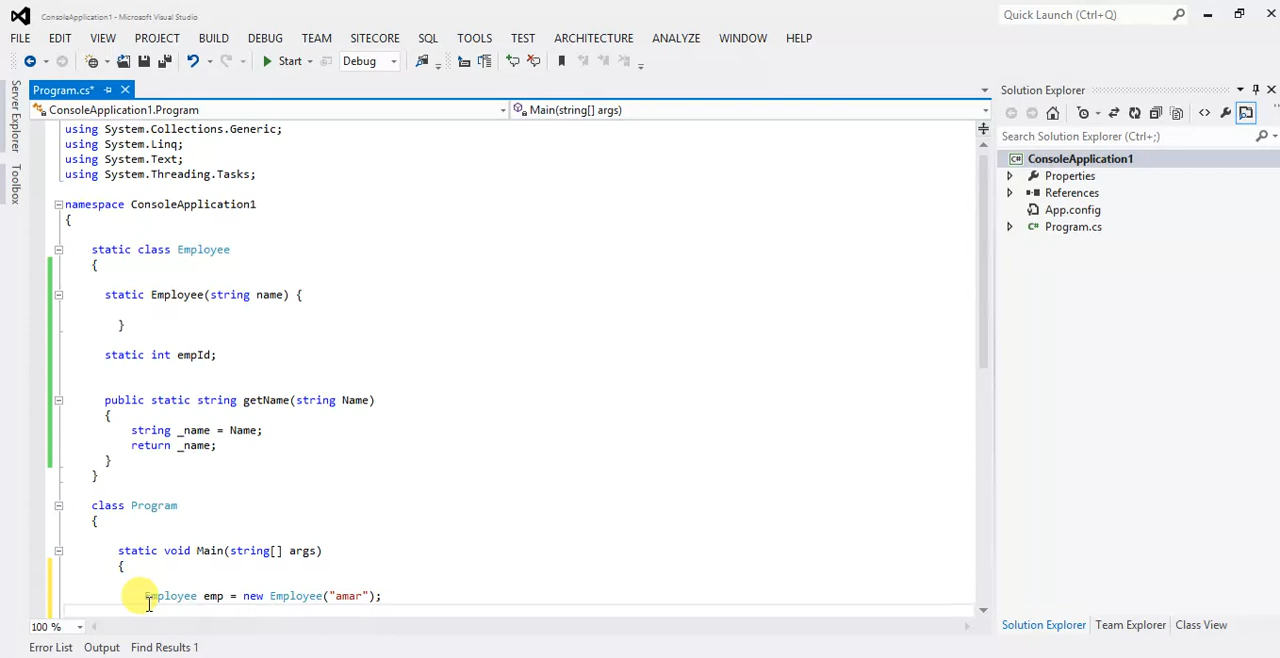 ConsoleApplication1 - Microsoft Visual Studio
Quick Launch (Ctrl+Q)
FILE EDIT VIEW PROJECT BUILD DEBUG TEAM SITECORE SQL TOOLS TEST ARCHITECTURE ANALYZE WINDOW HELP
Start Debug
Server Explorer
Toolbox
Program.cs*
ConsoleApplication1.Program
Main(string[] args)
using System.Collections.Generic;
using System.Linq;
using System.Text;
using System.Threading.Tasks;
namespace ConsoleApplication1
{
static class Employee
{
static Employee(string name) {
}
static int empId;
public static string getName(string Name)
{
string _name = Name;
return _name;
}
}
class Program
{
static void Main(string[] args)
{
Employee emp = new Employee("amar");
100 %
Error List Output Find Results 1
Solution Explorer
Search Solution Explorer (Ctrl+;)
C# ConsoleApplication1
Properties
References
App.config
C# Program.cs
Solution Explorer Team Explorer Class View